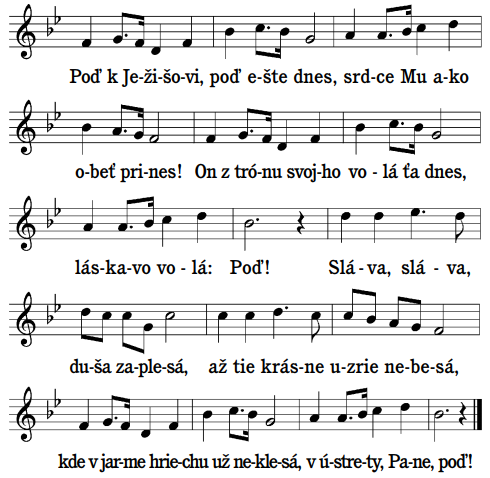 Poď k Je-ži-šo-vi, poď e-šte dnes, srd-ce Mu a-ko
o-beť pri-nes! On z tró-nu svoj-ho vo - lá ťa dnes,
lás-ka-vo vo - lá: Poď! Slá - va, slá - va,
du-ša za-ple-sá, až tie krás-ne u-zrie ne-be-sá,
kde v jar-me hrie-chu už ne-kle-sá, v ú-stre-ty, Pa-ne, poď!